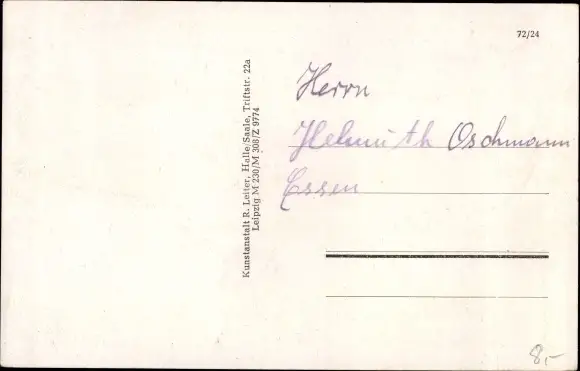 72/24
Kunstanstalt R. Leiter, Halle/Saale, Triftstr. 22a
Leipzig M 230/M 308/Z 9774
Herrn
Helmuth Oschmann
Essen
8,-